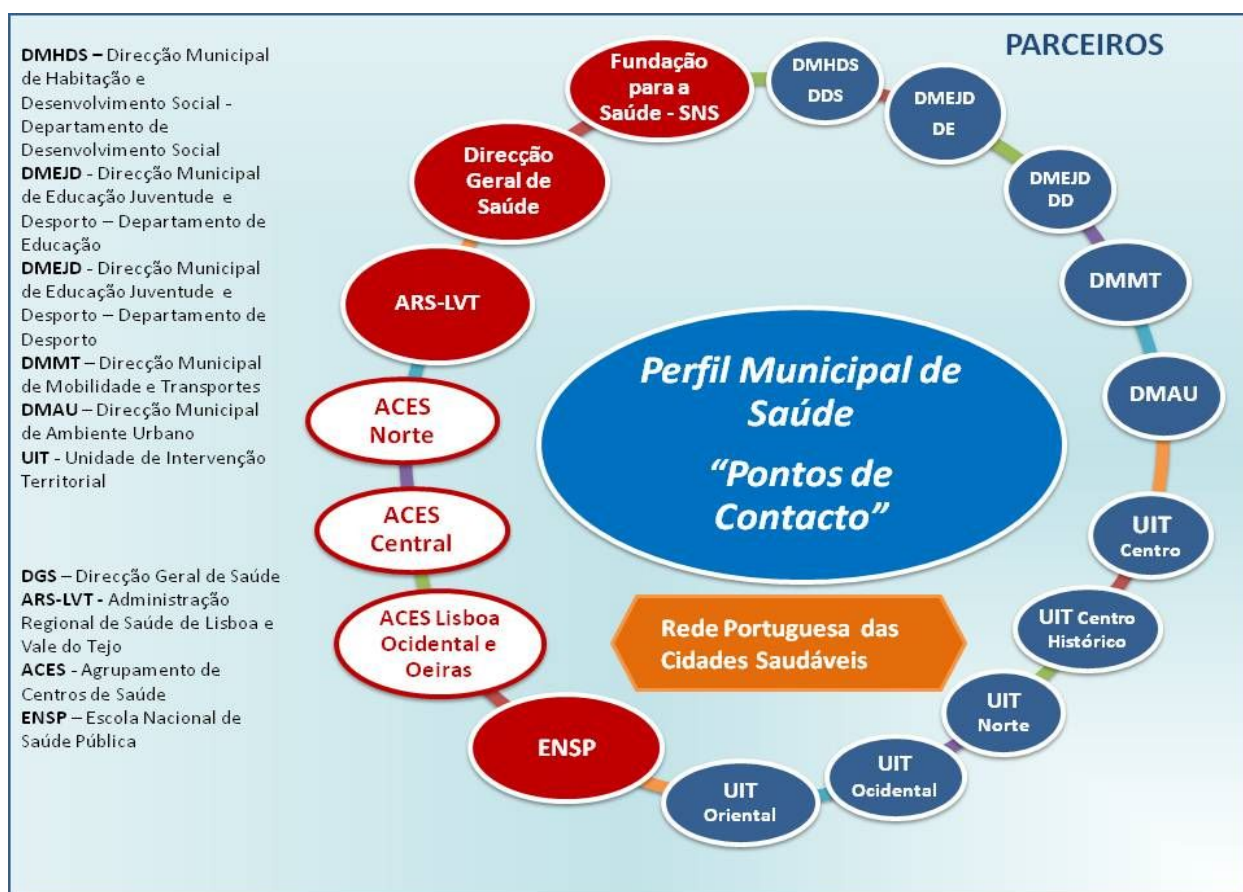 PARCEIROS
DMHDS – Direcção Municipal
de Habitação e
Desenvolvimento Social -
Departamento de
Desenvolvimento Social
DMEJD - Direcção Municipal
de Educação Juventude e
Desporto – Departamento de
Educação
DMEJD - Direcção Municipal
de Educação Juventude e
Desporto – Departamento de
Desporto
DMMT – Direcção Municipal
de Mobilidade e Transportes
DMAU – Direcção Municipal
de Ambiente Urbano
UIT - Unidade de Intervenção
Territorial
DGS – Direcção Geral de Saúde
ARS-LVT - Administração
Regional de Saúde de Lisboa e
Vale do Tejo
ACES - Agrupamento de
Centros de Saúde
ENSP – Escola Nacional de
Saúde Pública
Fundação
para a
Saúde - SNS
DMHDS
DDS
DMEJD
DE
DMEJD
DD
DMMT
DMAU
UIT
Centro
UIT Centro
Histórico
UIT
Norte
UIT
Ocidental
UIT
Oriental
ENSP
ACES Lisboa
Ocidental e
Oeiras
ACES
Central
ACES
Norte
ARS-LVT
Direcção
Geral de
Saúde
Perfil Municipal de
Saúde
“Pontos de
Contacto”
Rede Portuguesa das
Cidades Saudáveis